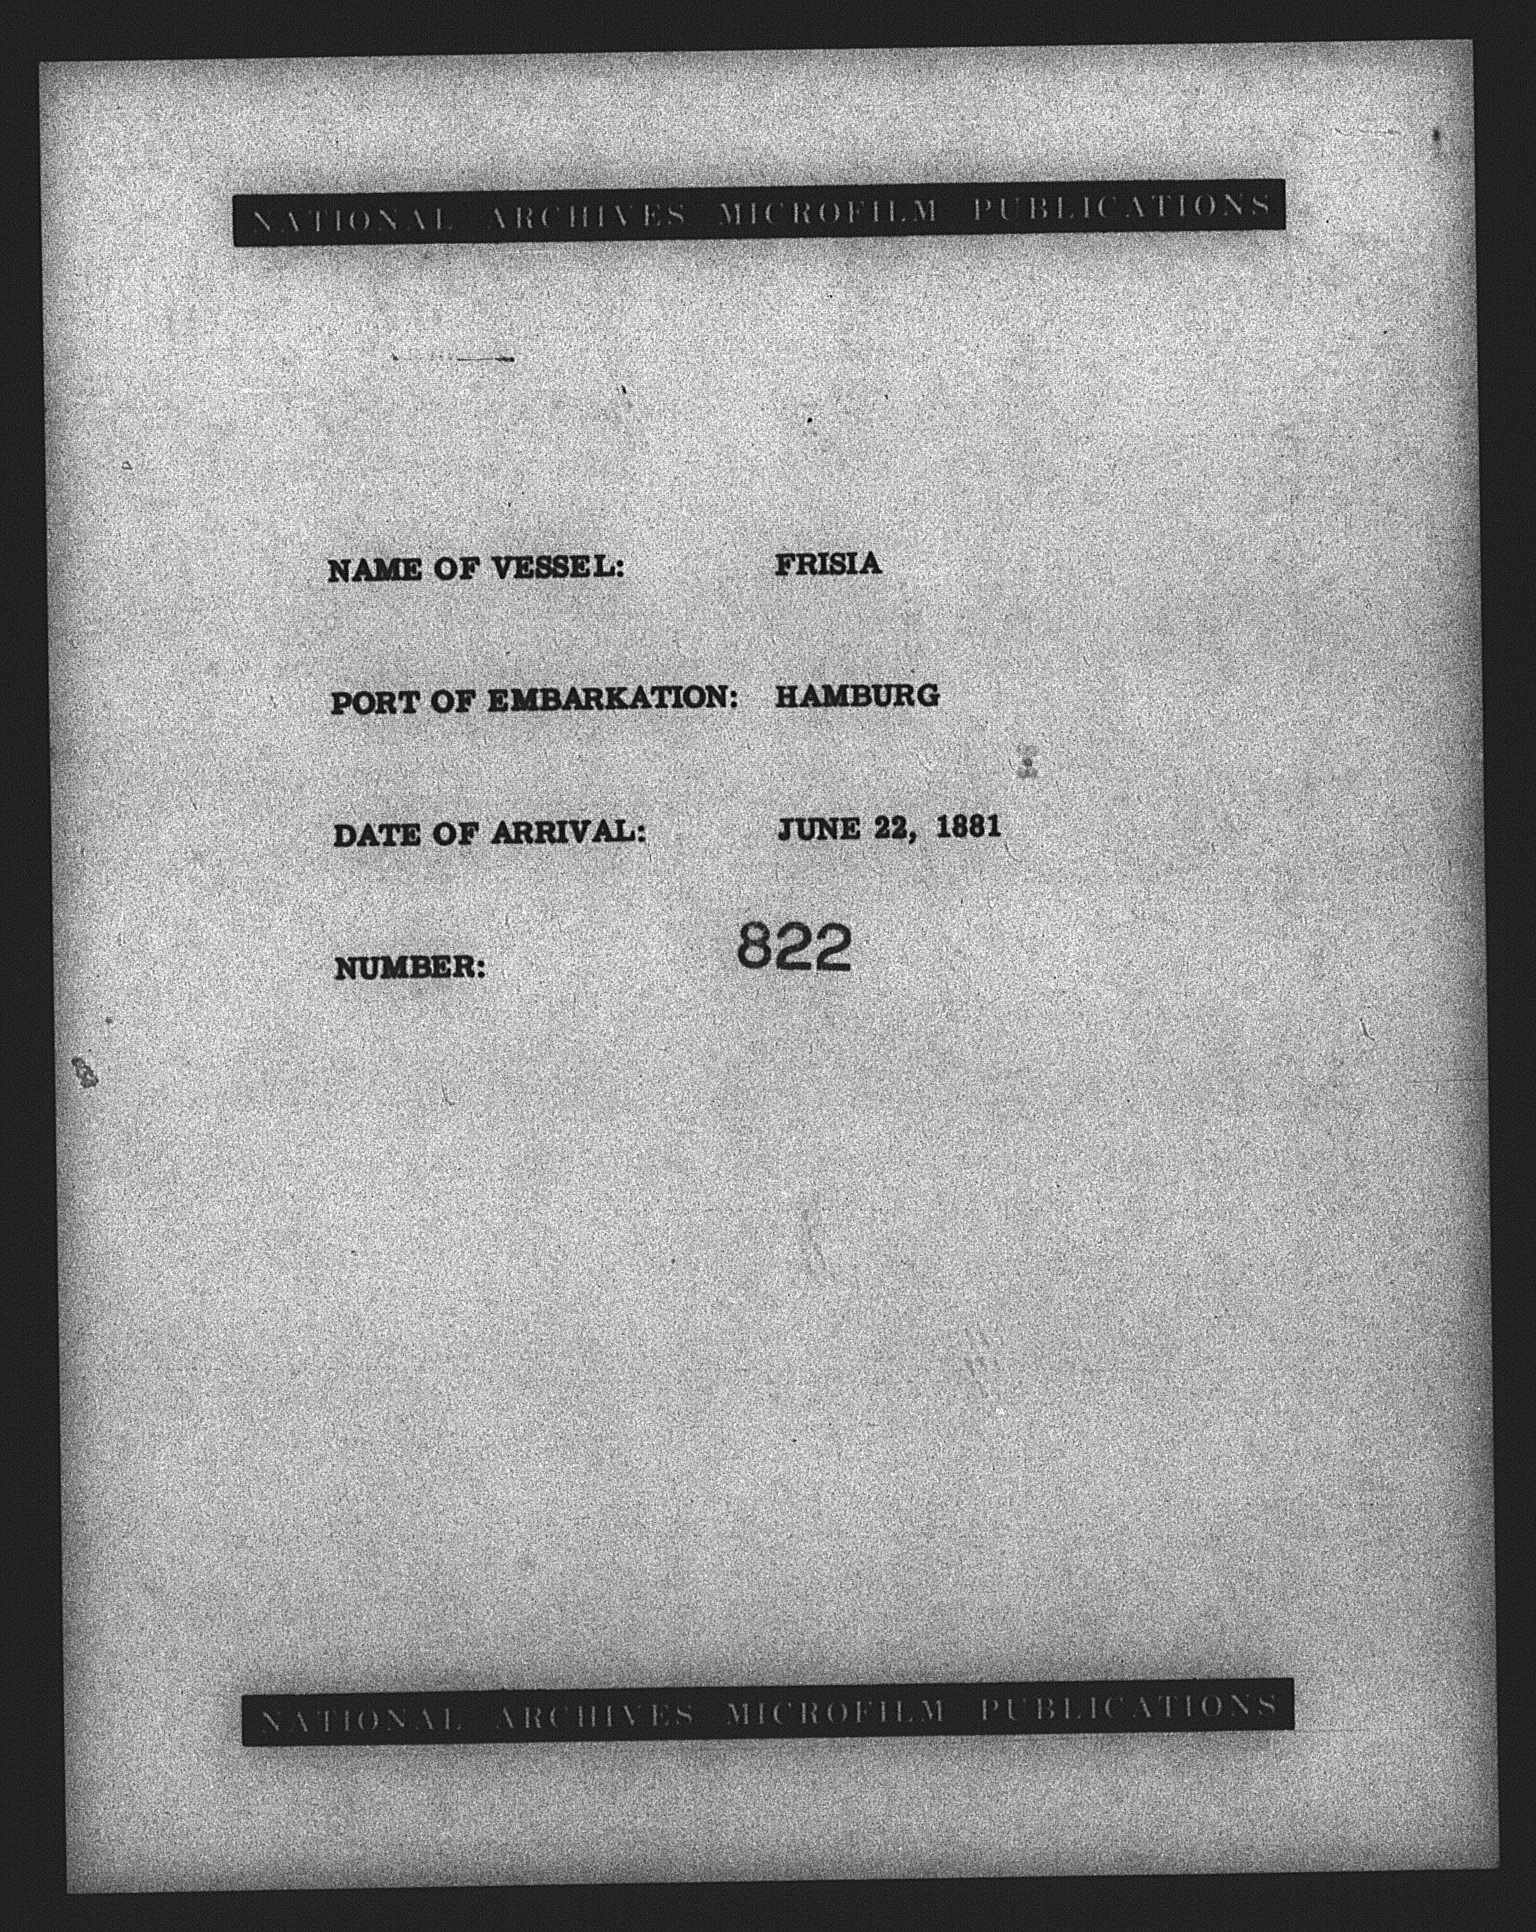 NATIONAL ARCHIVES MICROFILM PUBLICATIONS
NAME OF VESSEL: FRISIA
PORT OF EMBARKATION: HAMBURG
DATE OF ARRIVAL: JUNE 22, 1881
NUMBER: 822
NATIONAL ARCHIVES MICROFILM PUBLICATIONS